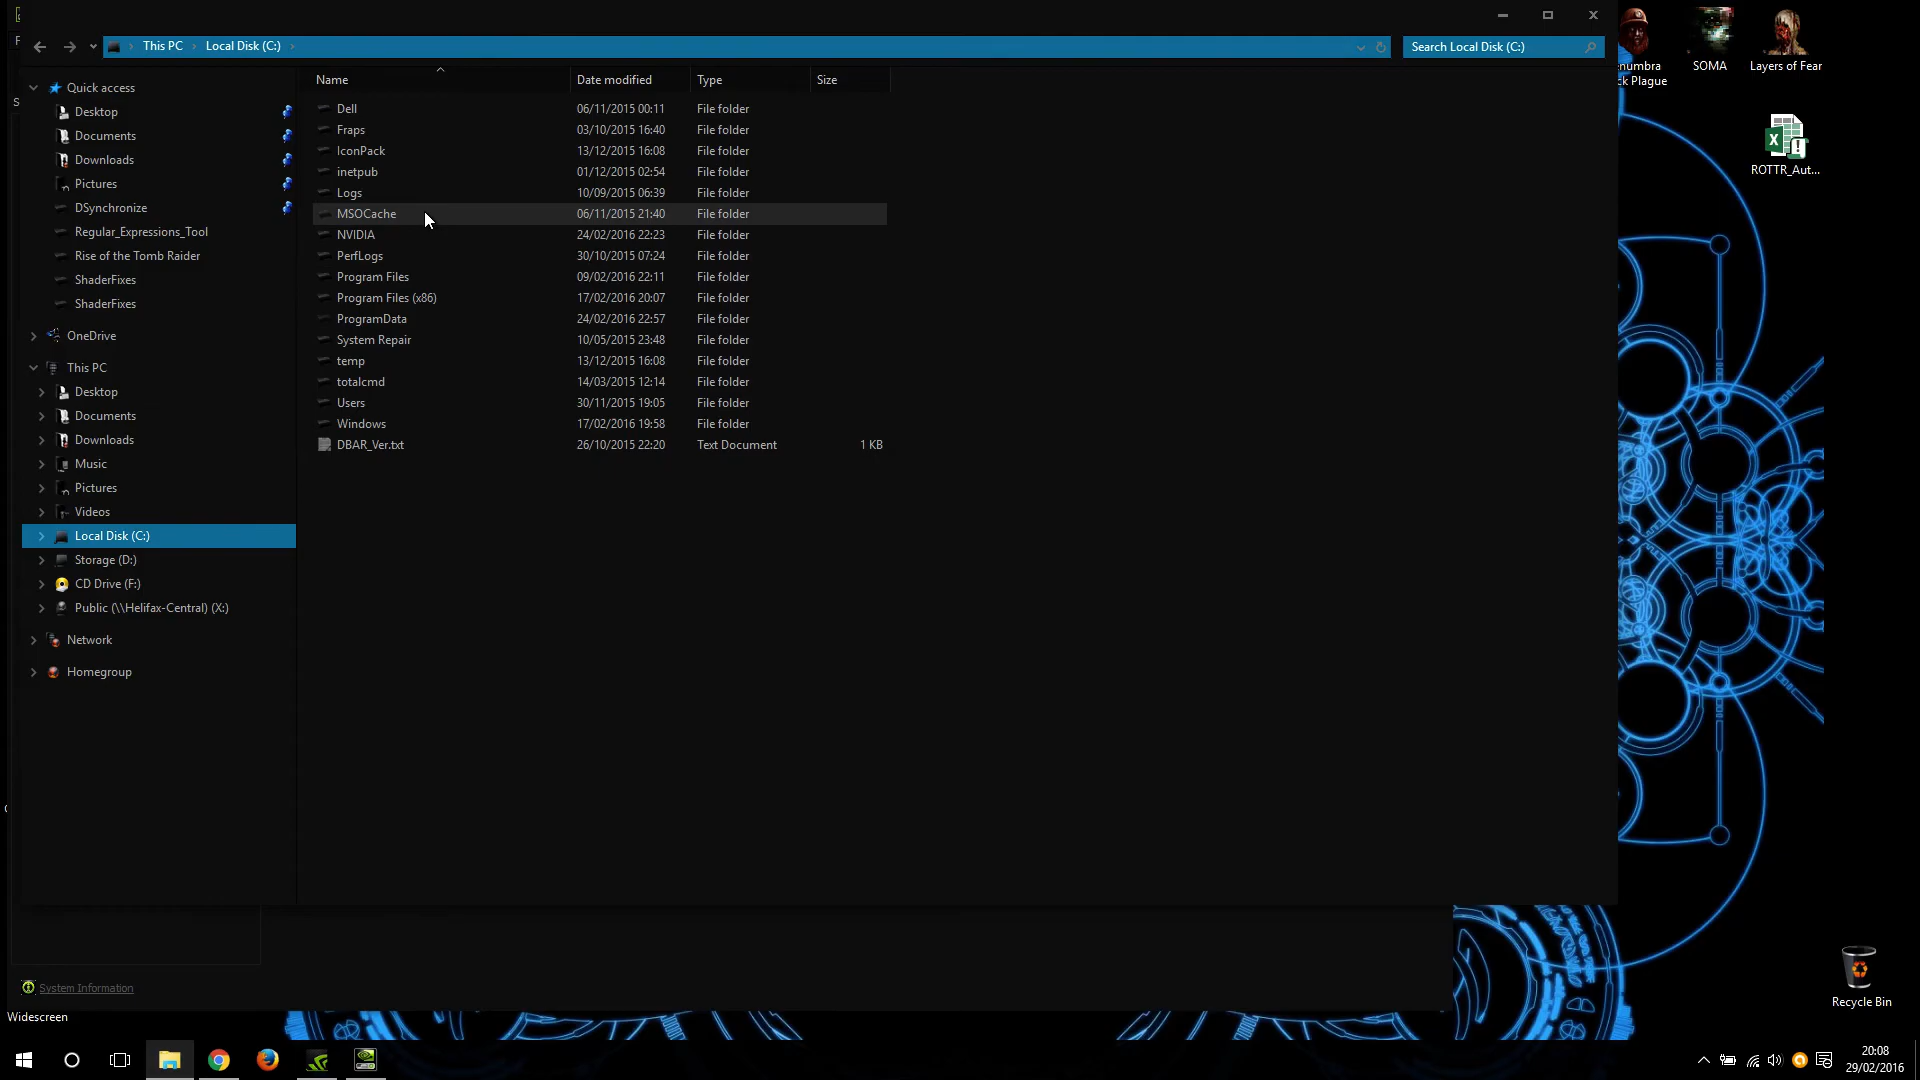 This PC
Local Disk (C:)
Search Local Disk (C:)
Name
Date modified
Type
Size
Quick access
Desktop
Documents
Downloads
Pictures
DSynchronize
Regular_Expressions_Tool
Rise of the Tomb Raider
ShaderFixes
ShaderFixes
OneDrive
This PC
Desktop
Documents
Downloads
Music
Pictures
Videos
Local Disk (C:)
Storage (D:)
CD Drive (F:)
Public (\\Helifax-Central) (X:)
Network
Homegroup
Dell 06/11/2015 00:11 File folder
Fraps 03/10/2015 16:40 File folder
IconPack 13/12/2015 16:08 File folder
inetpub 01/12/2015 02:54 File folder
Logs 10/09/2015 06:39 File folder
MSOCache 06/11/2015 21:40 File folder
NVIDIA 24/02/2016 22:23 File folder
PerfLogs 30/10/2015 07:24 File folder
Program Files 09/02/2016 22:11 File folder
Program Files (x86) 17/02/2016 20:07 File folder
ProgramData 24/02/2016 22:57 File folder
System Repair 10/05/2015 23:48 File folder
temp 13/12/2015 16:08 File folder
totalcmd 14/03/2015 12:14 File folder
Users 30/11/2015 19:05 File folder
Windows 17/02/2016 19:58 File folder
DBAR_Ver.txt 26/10/2015 22:20 Text Document 1 KB
SOMA
Layers of Fear
Plague
ROTTR_Aut...
Recycle Bin
System Information
Widescreen
20:08
29/02/2016